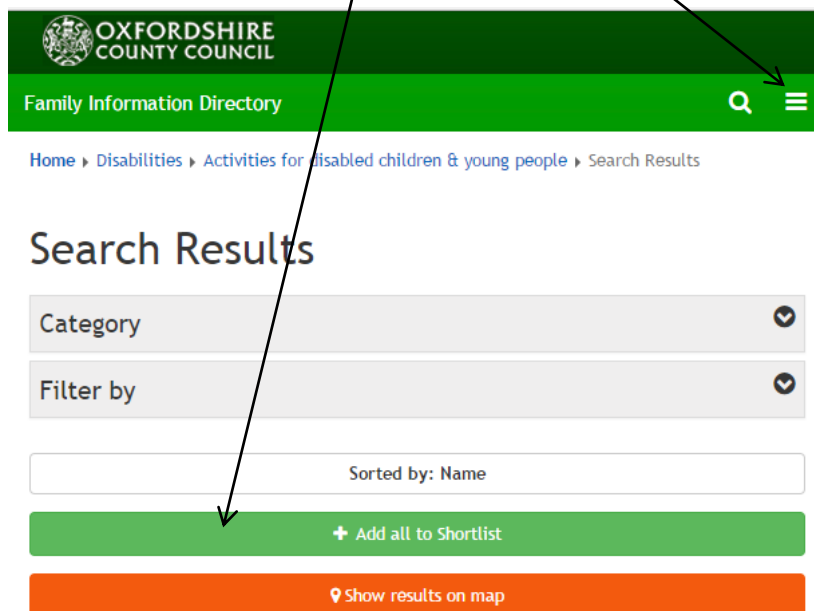 OXFORDSHIRE
COUNTY COUNCIL
Family Information Directory
Home Disabilities Activities for disabled children & young people Search Results
Search Results
Category
Filter by
Sorted by: Name
Add all to Shortlist
Show results on map